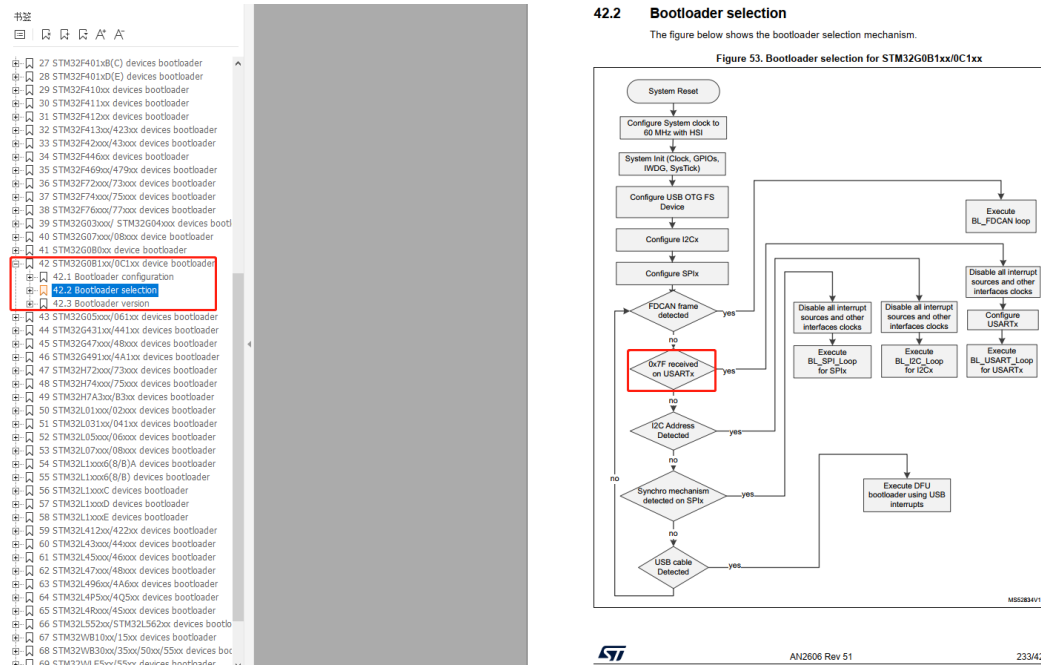 书签
27 STM32F401xB(C) devices bootloader
28 STM32F401xD(E) devices bootloader
29 STM32F410xx devices bootloader
30 STM32F411xx devices bootloader
31 STM32F412xx devices bootloader
32 STM32F413xx/423xx devices bootloader
33 STM32F42xxx/43xxx devices bootloader
34 STM32F446xx devices bootloader
35 STM32F469xx/479xx devices bootloader
36 STM32F72xxx/73xxx devices bootloader
37 STM32F74xxx/75xxx devices bootloader
38 STM32F76xxx/77xxx devices bootloader
39 STM32G03xxx/ STM32G04xxx devices bootl
40 STM32G07xxx/08xxx device bootloader
41 STM32G0B0xx device bootloader
42 STM32G0B1xx/0C1xx device bootloader
42.1 Bootloader configuration
42.2 Bootloader selection
42.3 Bootloader version
43 STM32G05xxx/061xx devices bootloader
44 STM32G431xx/441xx devices bootloader
45 STM32G47xxx/48xxx devices bootloader
46 STM32G491xx/4A1xx devices bootloader
47 STM32H72xxx/73xxx devices bootloader
48 STM32H74xxx/75xxx devices bootloader
49 STM32H7A3xx/B3xx devices bootloader
50 STM32L01xxx/02xxx devices bootloader
51 STM32L031xx/041xx devices bootloader
52 STM32L05xxx/06xxx devices bootloader
53 STM32L07xxx/08xxx devices bootloader
54 STM32L1xxx6(8/B)A devices bootloader
55 STM32L1xxx6(8/B) devices bootloader
56 STM32L1xxxC devices bootloader
57 STM32L1xxxD devices bootloader
58 STM32L1xxxE devices bootloader
59 STM32L412xx/422xx devices bootloader
60 STM32L43xxx/44xxx devices bootloader
61 STM32L45xxx/46xxx devices bootloader
62 STM32L47xxx/48xxx devices bootloader
63 STM32L496xx/4A6xx devices bootloader
64 STM32L4P5xx/4Q5xx devices bootloader
65 STM32L4Rxxx/4Sxxx devices bootloader
66 STM32L552xx/STM32L562xx devices bootlo
67 STM32WB10xx/15xx devices bootloader
68 STM32WB30xx/35xx/50xx/55xx devices boo
69 STM32WLE5xx/55xx devices bootloader
42.2 Bootloader selection
The figure below shows the bootloader selection mechanism.
Figure 53. Bootloader selection for STM32G0B1xx/0C1xx
System Reset
Configure System clock to
60 MHz with HSI
System Init (Clock, GPIOs,
IWDG, SysTick)
Configure USB OTG FS
Device
Configure I2Cx
Configure SPIx
FDCAN frame
detected
yes
no
0x7F received
on USARTx
yes
no
I2C Address
Detected
yes
no
Synchro mechanism
detected on SPIx
yes
no
USB cable
Detected
yes
no
Execute
BL_FDCAN loop
Disable all interrupt
sources and other
interfaces clocks
Configure
USARTx
Execute
BL_USART_Loop
for USARTx
Disable all interrupt
sources and other
interfaces clocks
Execute
BL_I2C_Loop
for I2Cx
Disable all interrupt
sources and other
interfaces clocks
Execute
BL_SPI_Loop
for SPIx
Execute DFU
bootloader using USB
interrupts
MS52834V1
ST
AN2606 Rev 51
233/42